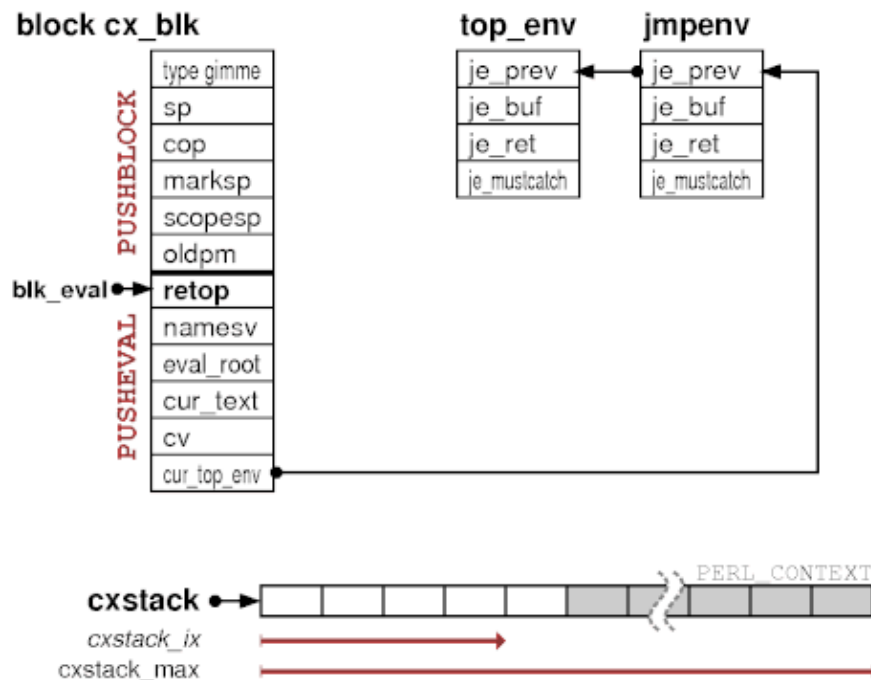 block cx_blk
top_env
jmpenv
PUSHBLOCK
type gimme
sp
cop
marksp
scopesp
oldpm
je_prev
je_buf
je_ret
je_mustcatch
je_prev
je_buf
je_ret
je_mustcatch
blk_eval
PUSHEVAL
retop
namesv
eval_root
cur_text
cv
cur_top_env
PERL_CONTEXT
cxstack
cxstack_ix
cxstack_max